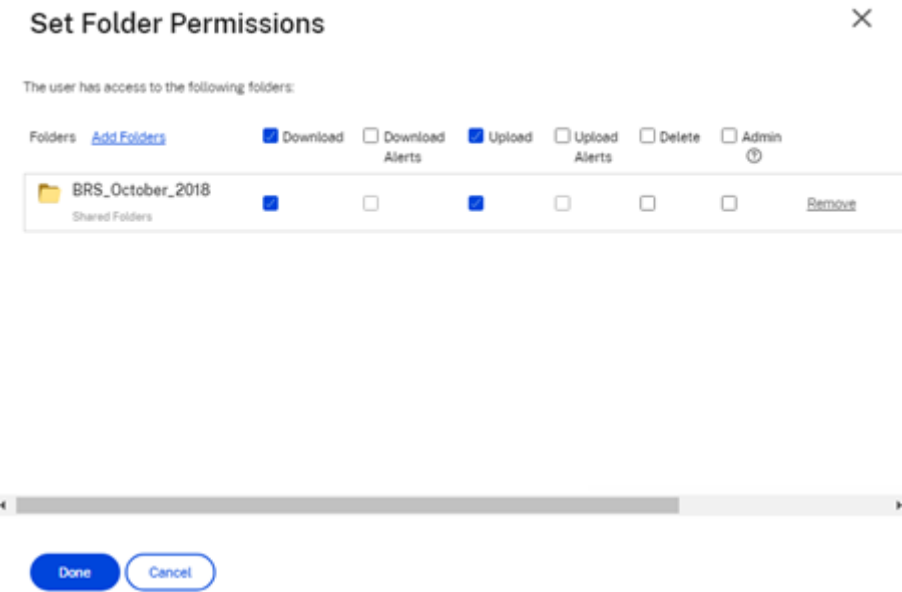 Set Folder Permissions
The user has access to the following folders:
Folders Add Folders Download Download Alerts Upload Upload Alerts Delete Admin
BRS_October_2018
Shared Folders
Remove
Done Cancel